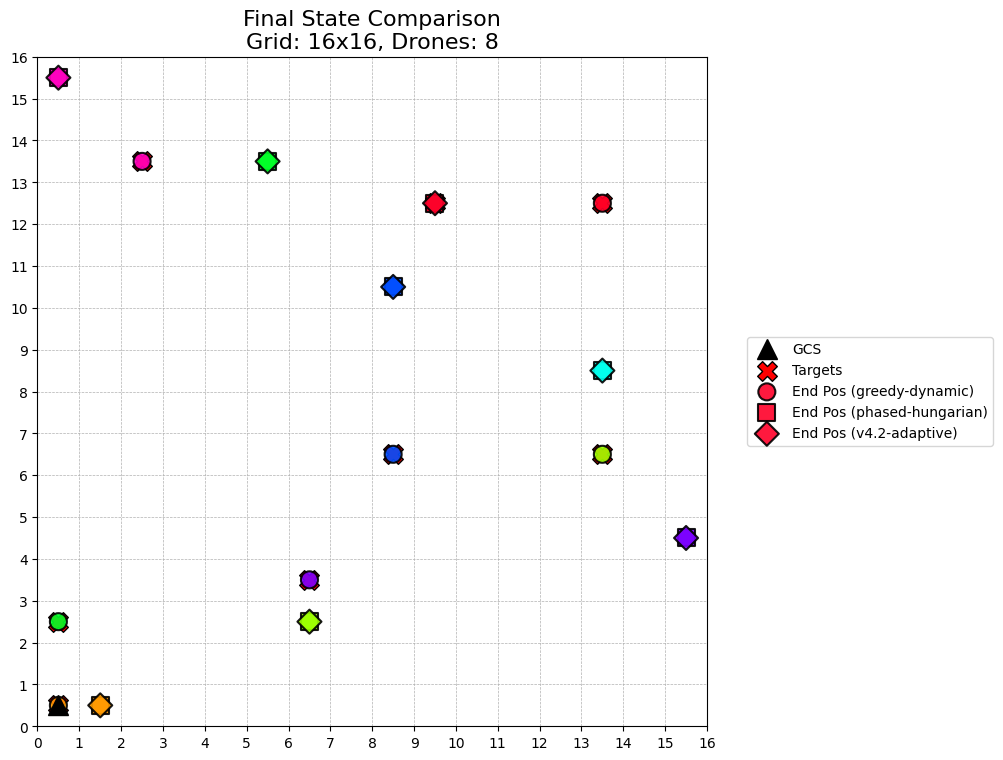 Final State Comparison
Grid: 16x16, Drones: 8
16
15
14
13
12
11
10
9
8
7
6
5
4
3
2
1
0
0 1 2 3 4 5 6 7 8 9 10 11 12 13 14 15 16
GCS
Targets
End Pos (greedy-dynamic)
End Pos (phased-hungarian)
End Pos (v4.2-adaptive)